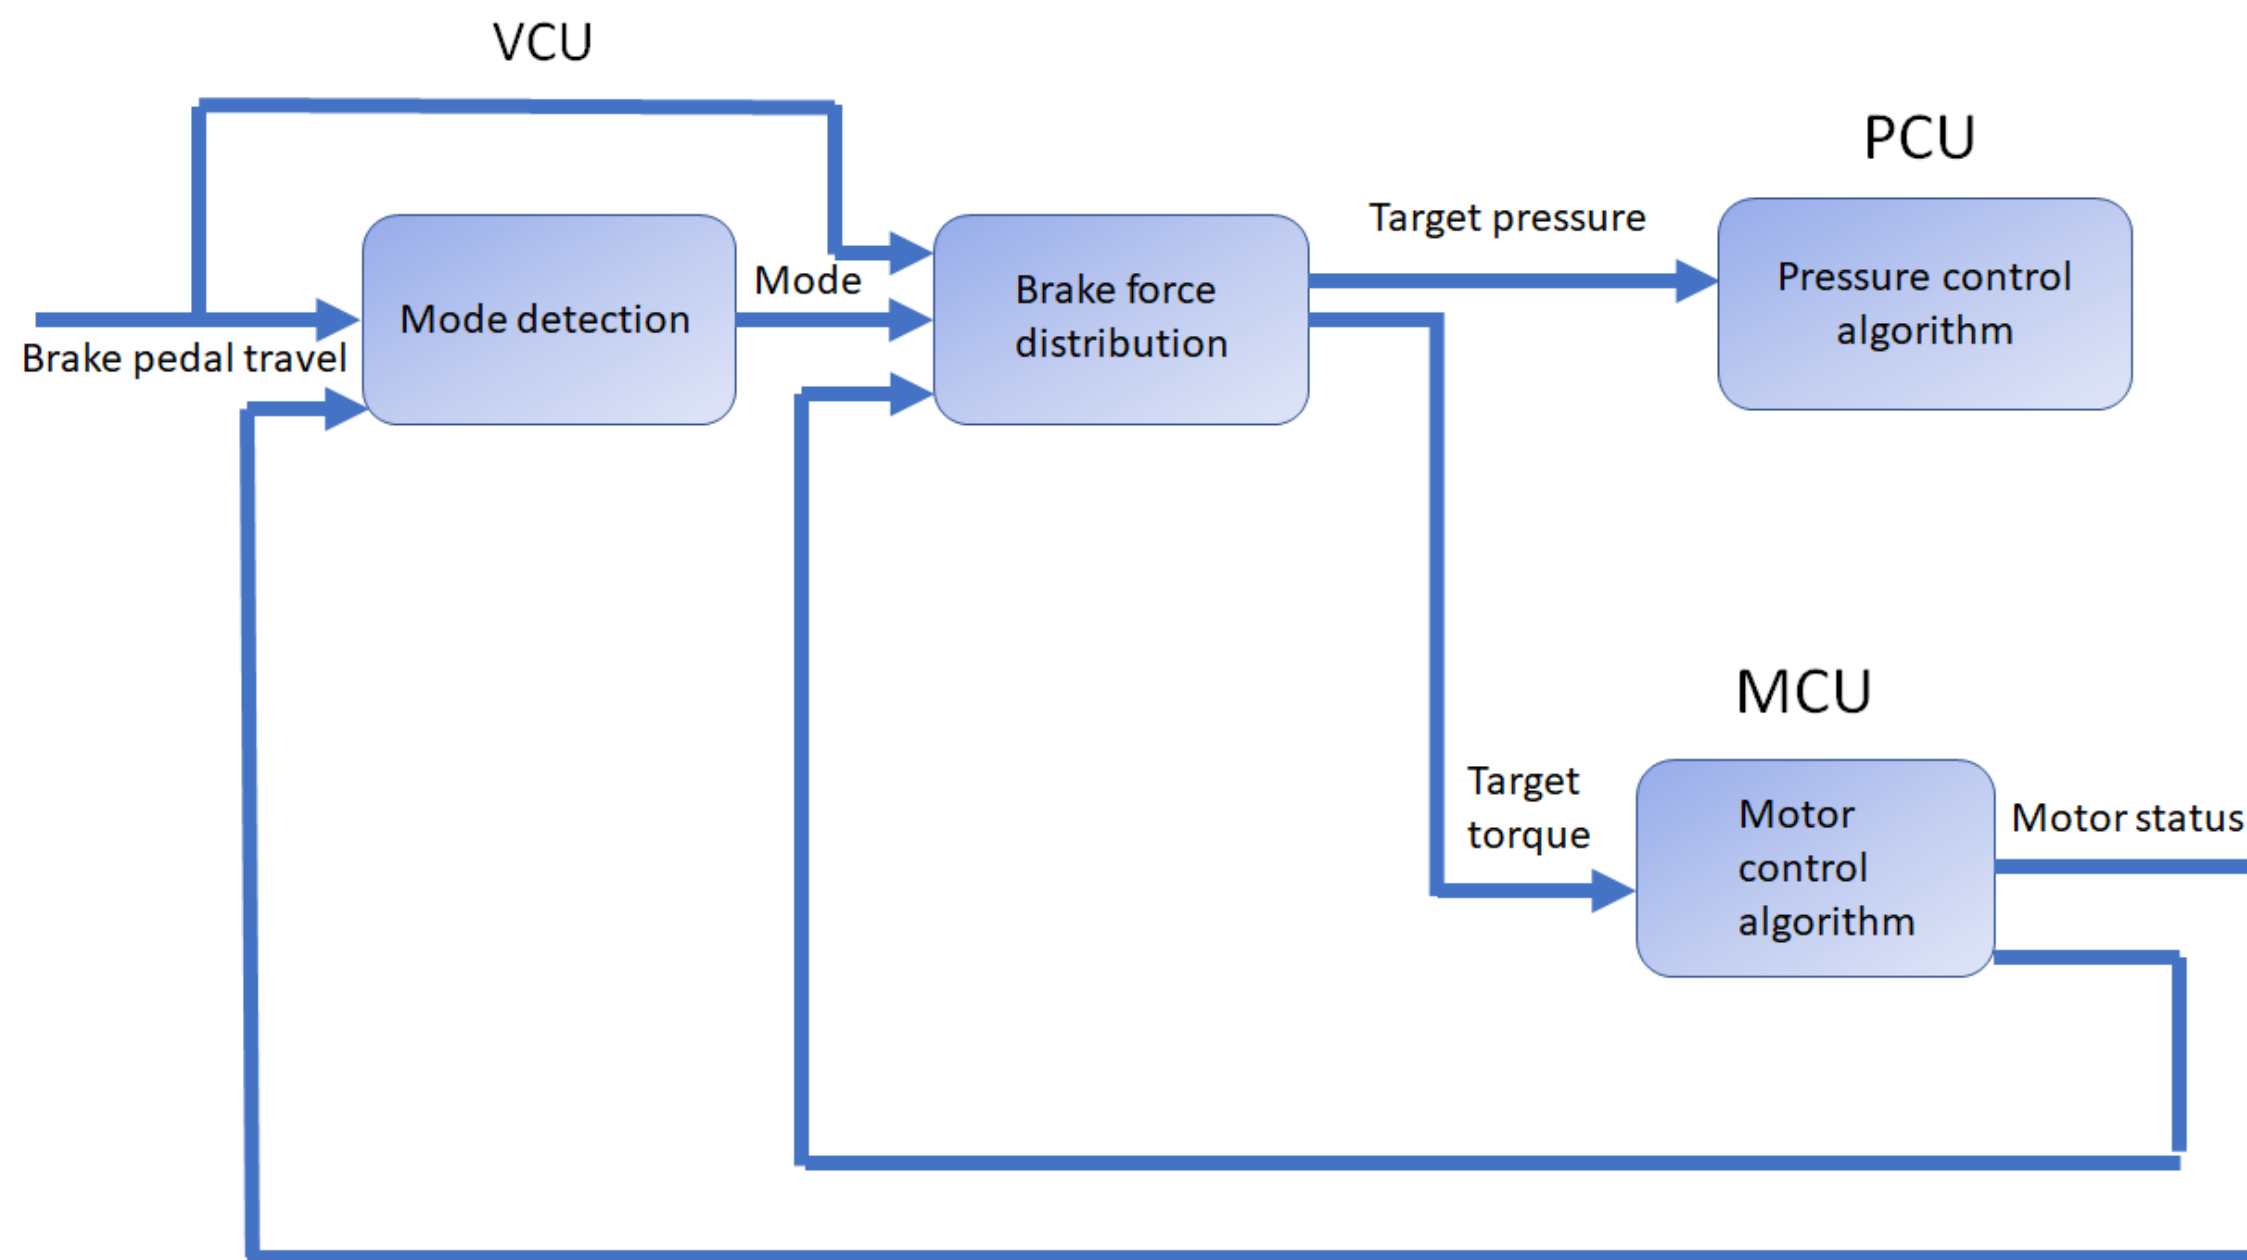 VCU
PCU
Target pressure
Mode
Mode detection
Brake force
distribution
Pressure control
algorithm
Brake pedal travel
MCU
Target
torque
Motor
control
algorithm
Motor status